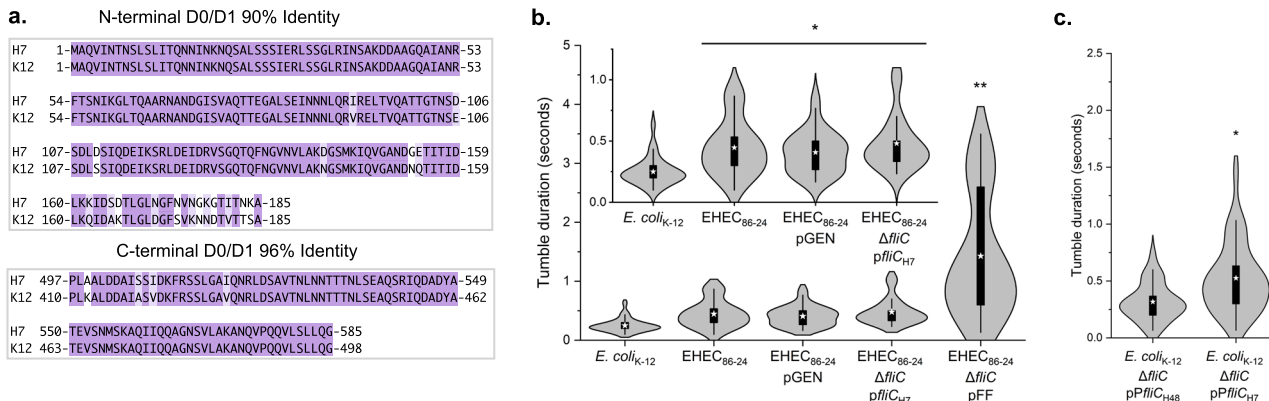 a.
N-terminal D0/D1 90% Identity
H7 1-MAQVINTNSLSLITQNNINKNQSALSSSIERLSSGLRINSAKDDAAGQAIANR-53
K12 1-MAQVINTNSLSLITQNNINKNQSALSSSIERLSSGLRINSAKDDAAGQAIANR-53
H7 54-FTSNIKGLTQAARNANDGISVAQTTEGALSEINNNLQRIRELTVQATTGTNSD-106
K12 54-FTSNIKGLTQAARNANDGISVAQTTEGALSEINNNLQRVRELTVQATTGTNSE-106
H7 107-SDLDSIQDEIKSRLDEIDRVSGQTQFNGVNVLAKDGSMKIQVGANDGETITID-159
K12 107-SDLSSIQDEIKSRLDEIDRVSGQTQFNGVNVLAKNGSMKIQVGANDNQTITID-159
H7 160-LKKIDSDTLGLNGFNVNGKGTITNKA-185
K12 160-LKQIDAKTLGLDGFSVKNNDTVTTSA-185
C-terminal D0/D1 96% Identity
H7 497-PLAALDDAISSIDKFRSSLGAIQNRLDSAVTNLNNTTTNLSEAQSRIQDADYA-549
K12 410-PLKALDDAIASVDKFRSSLGAVQNRLDSAVTNLNNTTTNLSEAQSRIQDADYA-462
H7 550-TEVSNMSKAQIIQQAGNSVLAKANQVPQQVLSLLQG-585
K12 463-TEVSNMSKAQIIQQAGNSVLAKANQVPQQVLSLLQG-498
b.
Tumble duration (seconds)
5
4
3
2
1
0
1.0
0.5
0.0
*
**
E. coliK-12
EHEC86-24
EHEC86-24
pGEN
EHEC86-24
ΔfliC
pfliCH7
E. coliK-12
EHEC86-24
EHEC86-24
pGEN
EHEC86-24
ΔfliC
pfliCH7
EHEC86-24
ΔfliC
pFF
c.
Tumble duration (seconds)
2.5
2.0
1.5
1.0
0.5
0.0
*
E. coliK-12
ΔfliC
pPfliCH48
E. coliK-12
ΔfliC
pPfliCH7